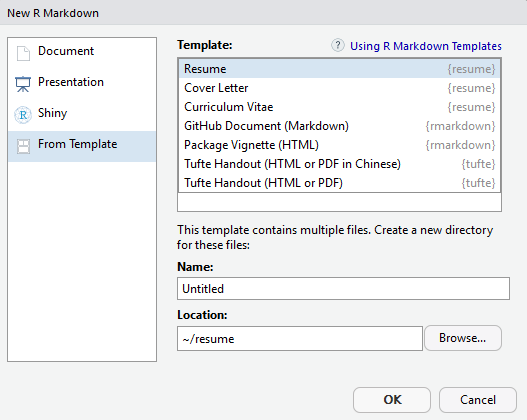 New R Markdown
Document
Presentation
R Shiny
From Template
Template:
? Using R Markdown Templates
Resume {resume}
Cover Letter {resume}
Curriculum Vitae {resume}
GitHub Document (Markdown) {rmarkdown}
Package Vignette (HTML) {rmarkdown}
Tufte Handout (HTML or PDF in Chinese) {tufte}
Tufte Handout (HTML or PDF) {tufte}
This template contains multiple files. Create a new directory
for these files:
Name:
Untitled
Location:
~/resume
Browse...
OK
Cancel